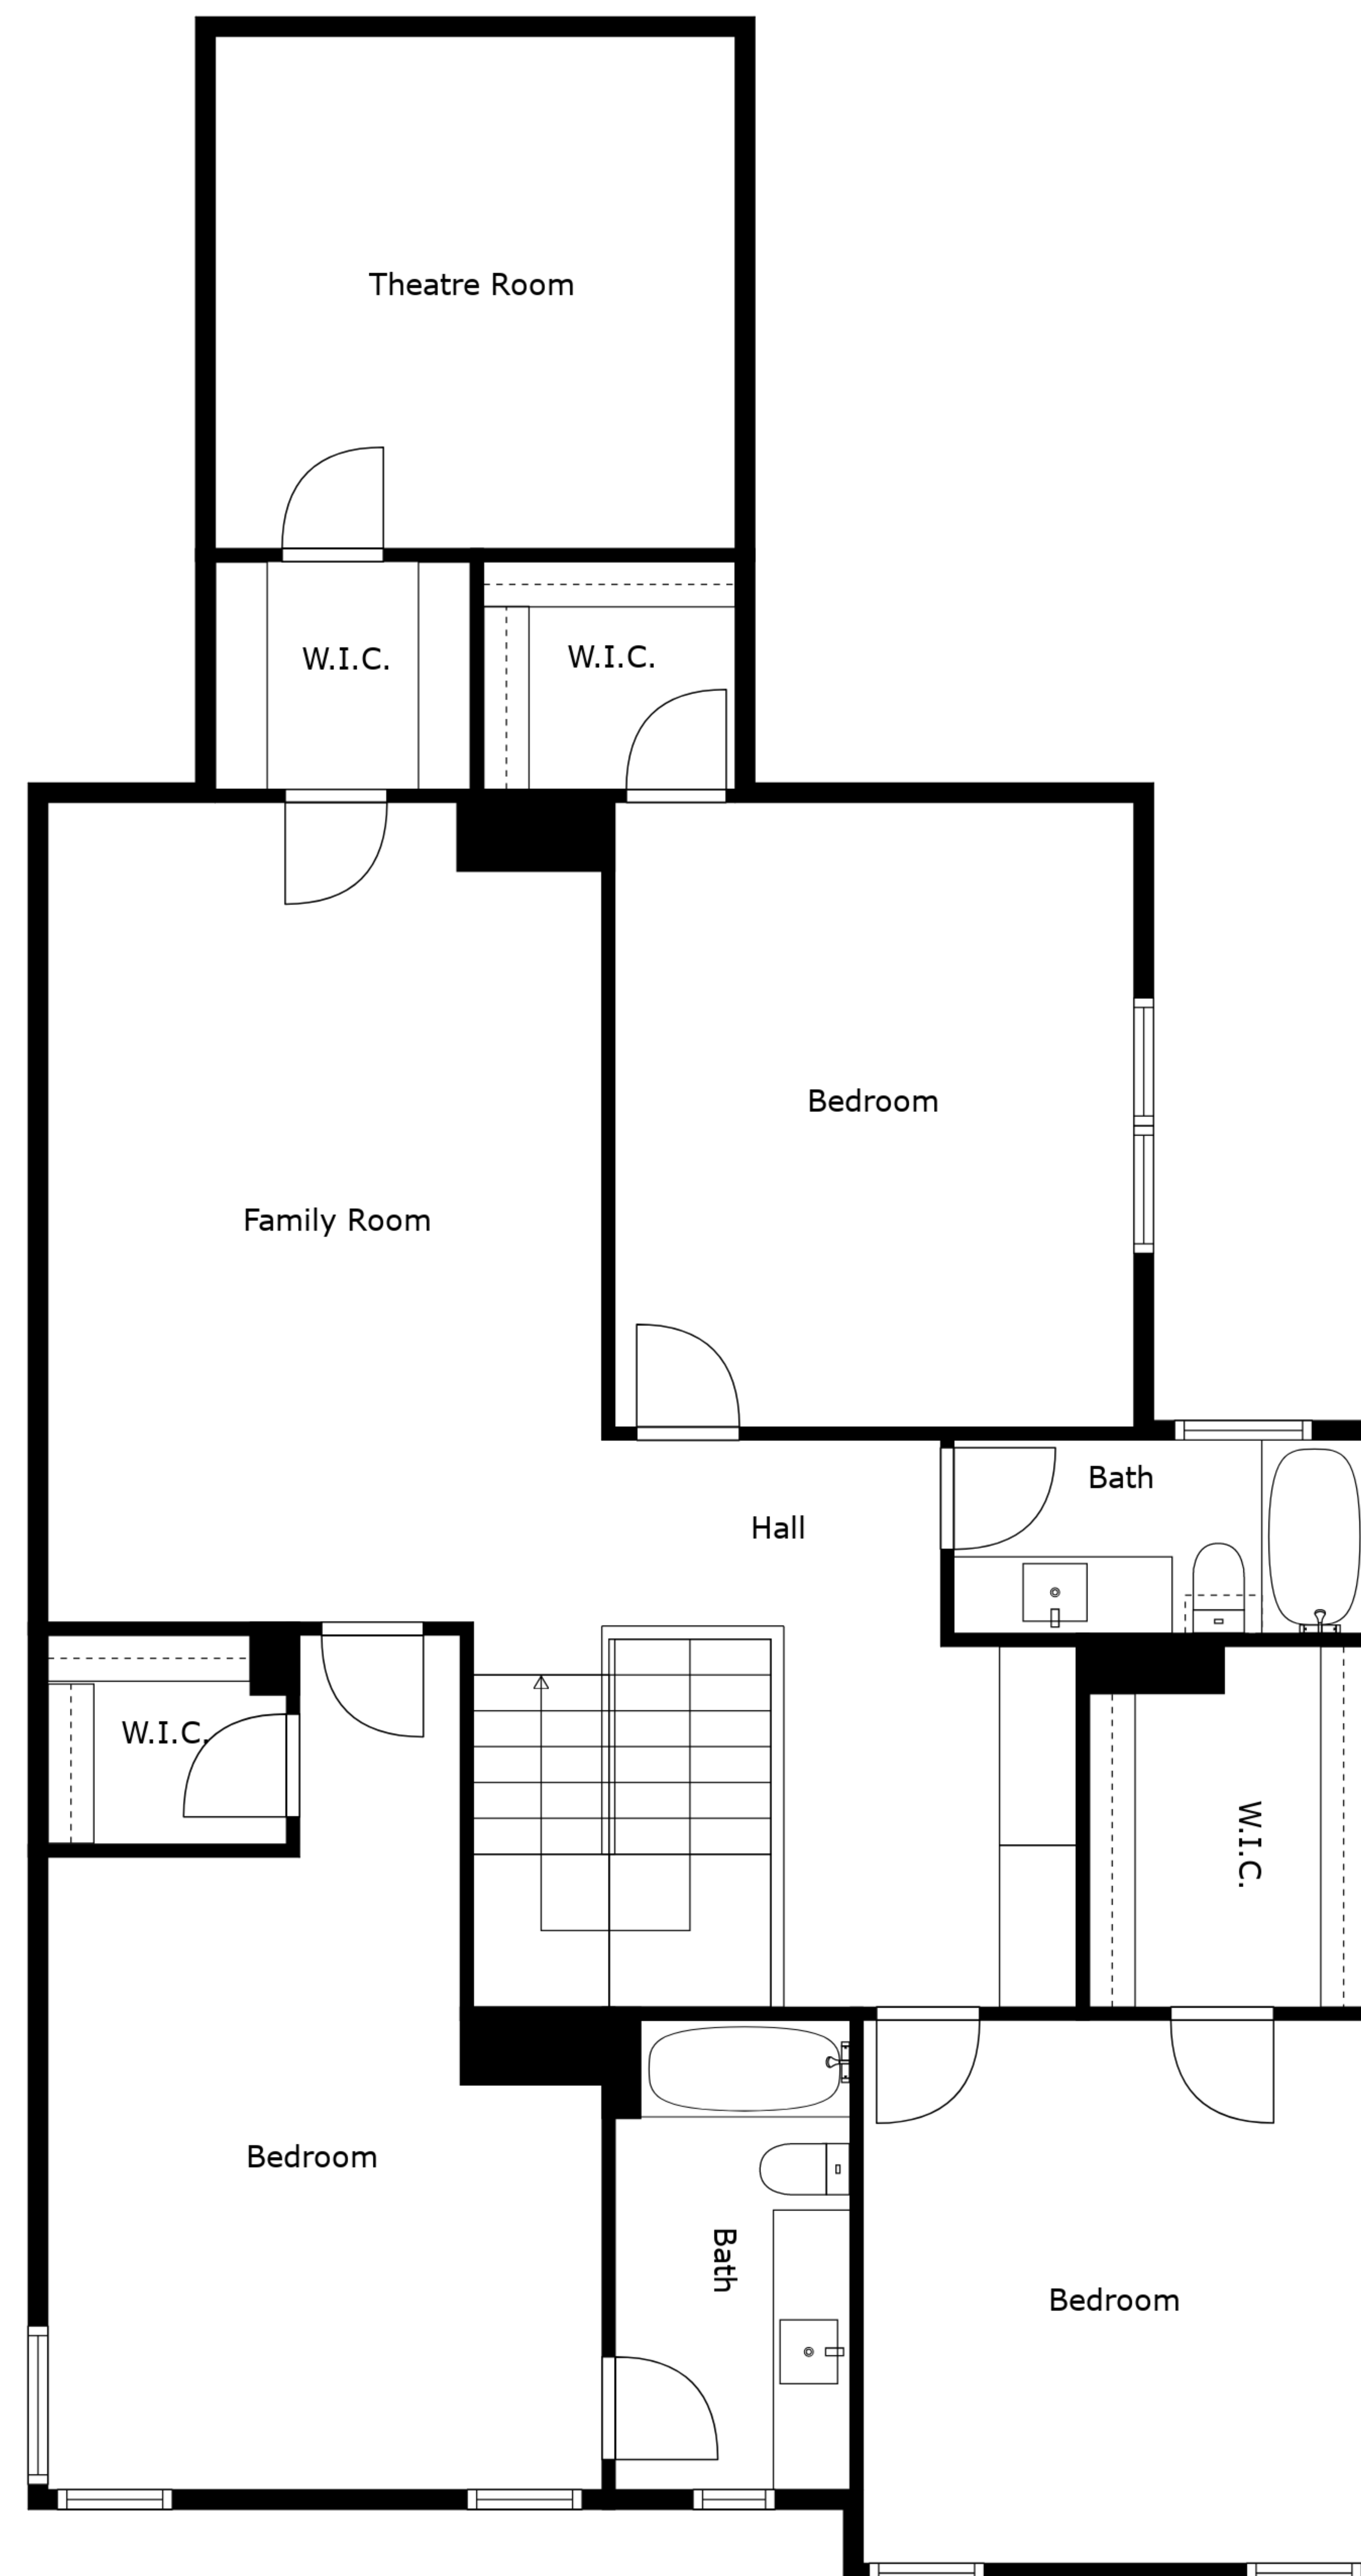 Theatre Room
W.I.C.
W.I.C.
Bedroom
Family Room
Bath
Hall
W.I.C.
W.I.C.
Bedroom
Bath
Bedroom